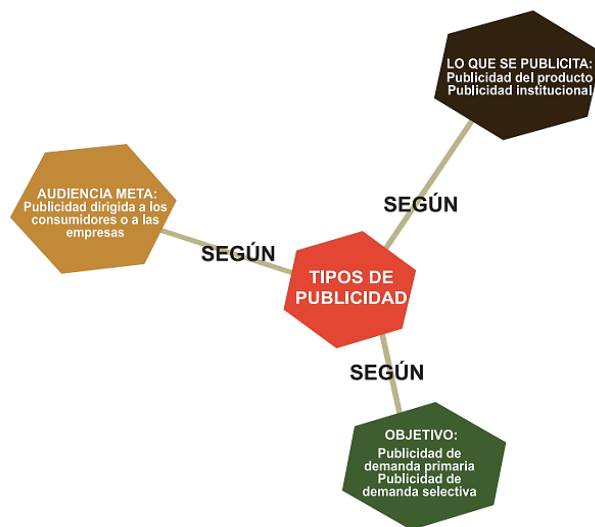 LO QUE SE PUBLICITA:
Publicidad del producto
Publicidad institucional
SEGÚN
AUDIENCIA META:
Publicidad dirigida a los
consumidores o a las
empresas
SEGÚN
TIPOS DE
PUBLICIDAD
SEGÚN
OBJETIVO:
Publicidad de
demanda primaria
Publicidad de
demanda selectiva